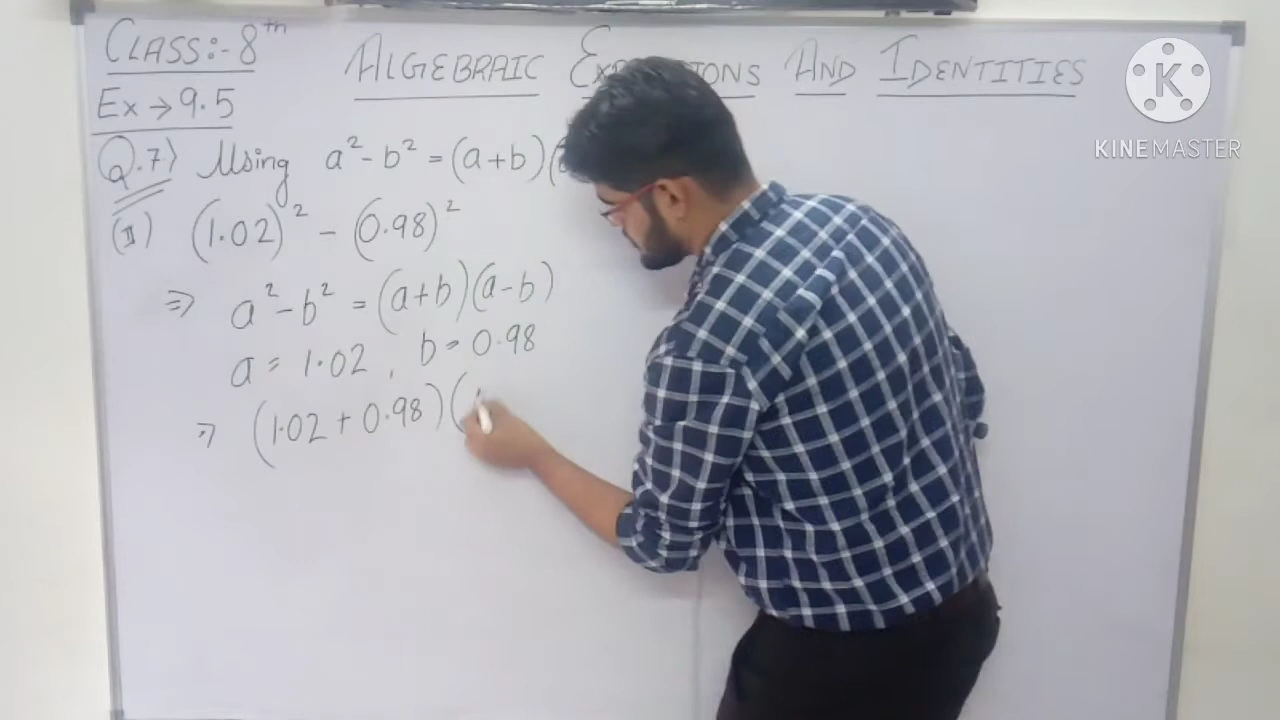 CLASS:- 8th
ALGEBRAIC AND IDENTITIES
KINEMASTER
Ex → 9.5
Q.7) Using a² - b² = (a+b)(
(II) (1.02)² - (0.98)²
⇒ a² - b² = (a+b)(a-b)
a = 1.02, b = 0.98
⇒ (1.02 + 0.98)(